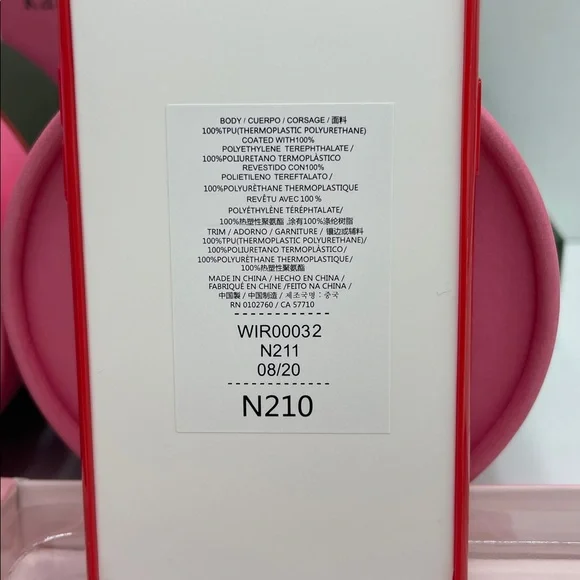 BODY / CUERPO / CORSAGE / 面料
100%TPU(THERMOPLASTIC POLYURETHANE)
COATED WITH100%
POLYETHYLENE TEREPHTHALATE /
100%POLIURETANO TERMOPLÀSTICO
REVESTIDO CON100%
POLIETILENO TEREFTALATO /
100%POLYURÈTHANE THERMOPLASTIQUE
REVÊTU AVEC 100%
POLYÉTHYLÈNE TÉRÉPHTALATE/
100%热塑性聚氨酯 ,涂有100%涤纶树脂
TRIM / ADORNO / GARNITURE / 镶边或辅料
100%TPU(THERMOPLASTIC POLYURETHANE)/
100%POLIURETANO TERMOPLÀSTICO /
100%POLYURÈTHANE THERMOPLASTIQUE /
100%热塑性聚氨酯
MADE IN CHINA / HECHO EN CHINA /
FABRIQUÉ EN CHINE /FEITO NA CHINA /
中國製 / 中国制造 / 제조국명 : 중국
RN 0102760 / CA 57710
WIR00032
N211
08/20
N210